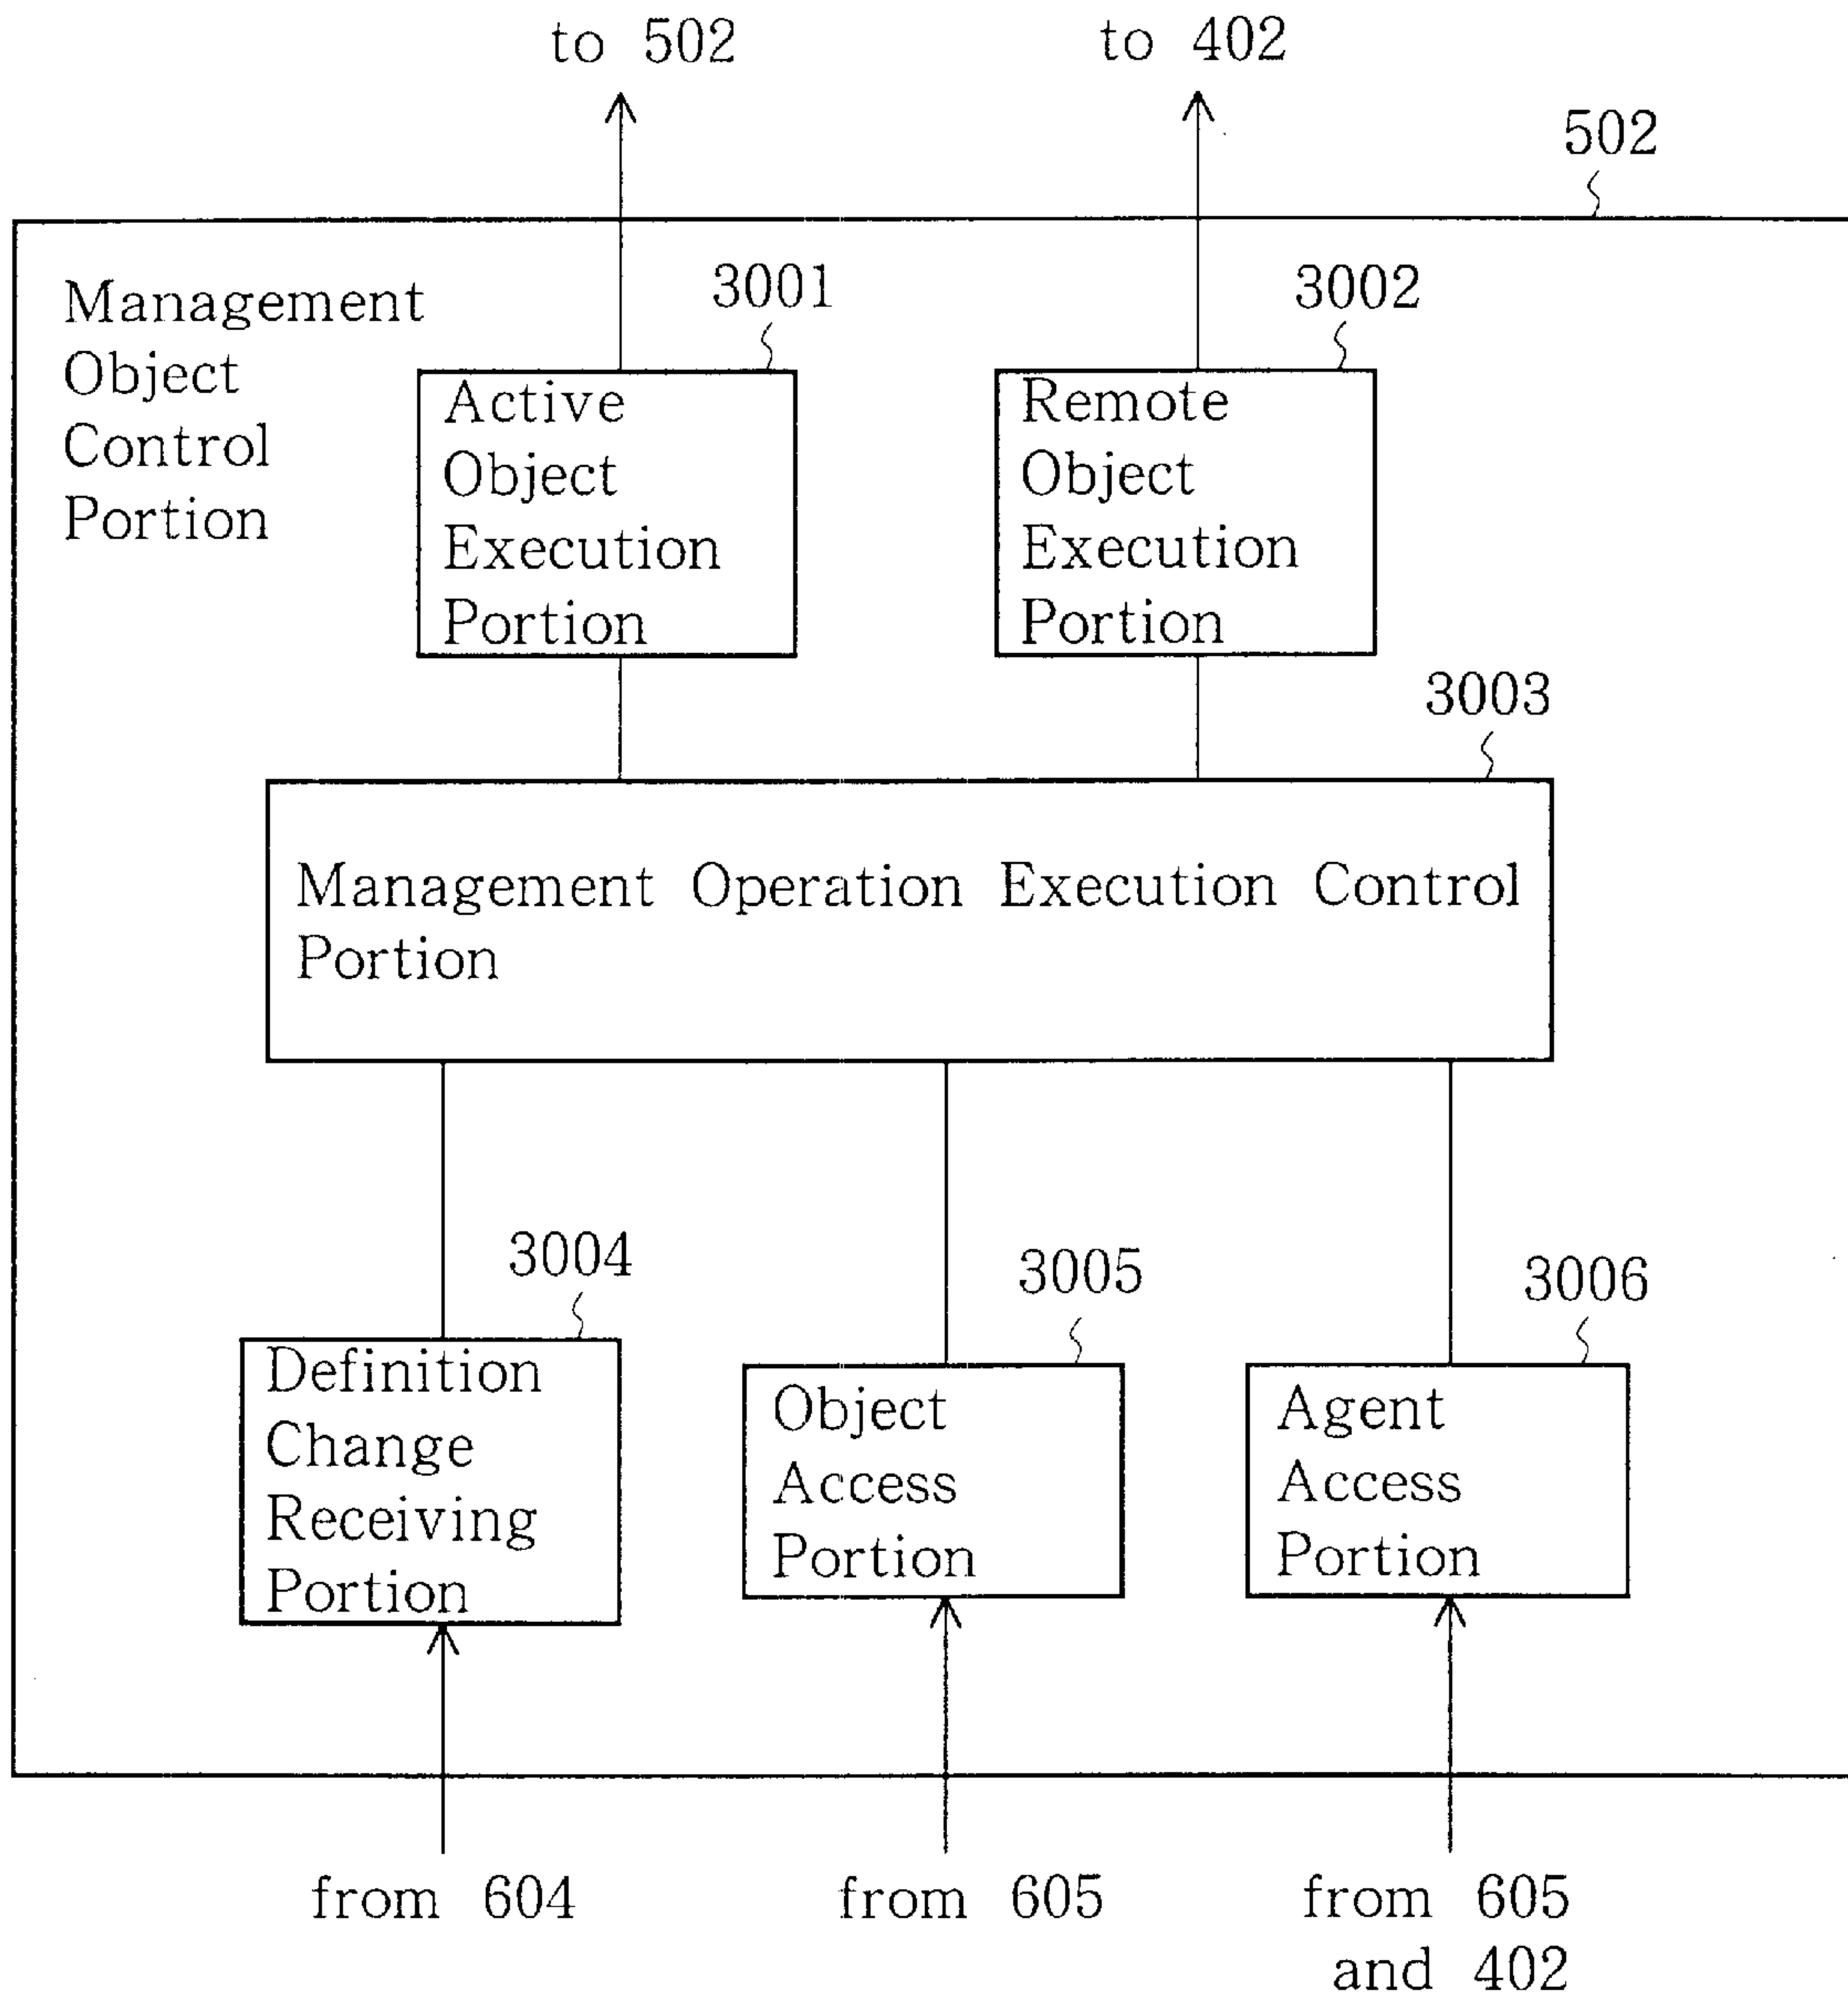 to 502
to 402
502
Management
Object
Control
Portion
3001
Active
Object
Execution
Portion
3002
Remote
Object
Execution
Portion
3003
Management Operation Execution Control
Portion
3004
Definition
Change
Receiving
Portion
3005
Object
Access
Portion
3006
Agent
Access
Portion
from 604
from 605
from 605
and 402